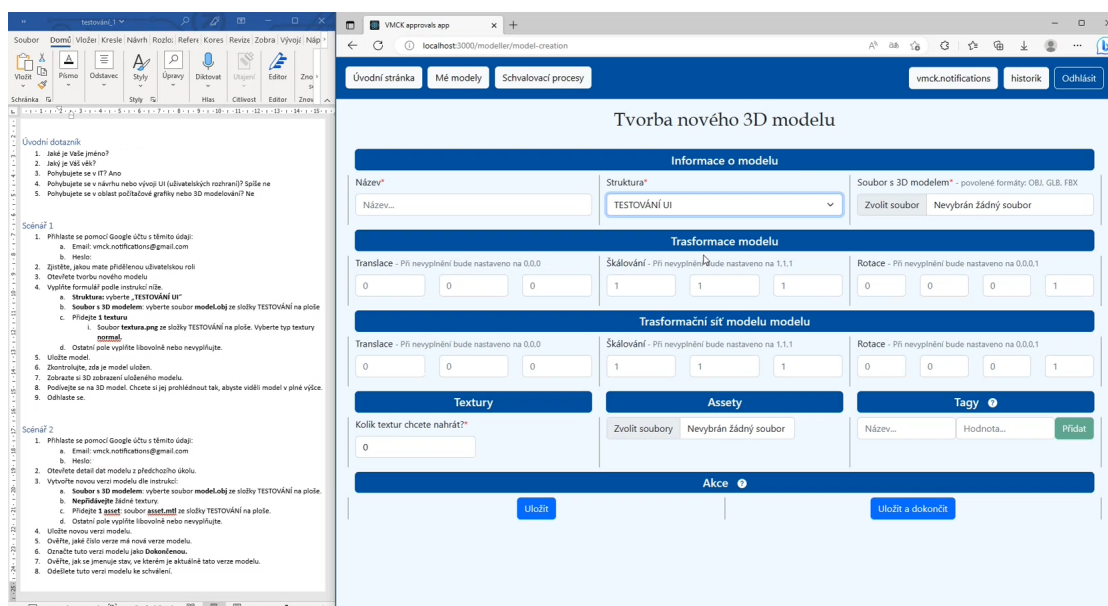 testování_1
Soubor Domů Vložer Kresle Návrh Rozlo: Refere Kores Revize Zobra Vývojá Náp
Vložit Písmo Odstavec Styly Úpravy Diktovat Utajení Editor
Schránka Styly Hlas Citlivost Editor
Úvodní dotazník
1. Jaké je Vaše jméno?
2. Jaký je Váš věk?
3. Pohybujete se v IT? Ano
4. Pohybujete se v návrhu nebo vývoji UI (uživatelských rozhraní)? Spíše ne
5. Pohybujete se v oblast počítačové grafiky nebo 3D modelování? Ne
Scénář 1
1. Přihlaste se pomocí Google účtu s těmito údaji:
a. Email: vmck.notifications@gmail.com
b. Heslo:
2. Zjistěte, jakou mate přidělenou uživatelskou roli
3. Otevřete tvorbu nového modelu
4. Vyplňte formulář podle instrukcí níže.
a. Struktura: vyberte „TESTOVÁNÍ UI“
b. Soubor s 3D modelem: vyberte soubor model.obj ze složky TESTOVÁNÍ na ploše
c. Přidejte 1 texturu
i. Soubor textura.png ze složky TESTOVÁNÍ na ploše. Vyberte typ textury
normal.
d. Ostatní pole vyplňte libovolně nebo nevyplňujte.
5. Uložte model.
6. Zkontrolujte, zda je model uložen.
7. Zobrazte si 3D zobrazení uloženého modelu.
8. Podívejte se na 3D model. Chcete si jej prohlédnout tak, abyste viděli model v plné výšce.
9. Odhlaste se.
Scénář 2
1. Přihlaste se pomocí Google účtu s těmito údaji:
a. Email: vmck.notifications@gmail.com
b. Heslo:
2. Otevřete detail dat modelu z předchozího úkolu.
3. Vytvořte novou verzi modelu dle instrukcí:
a. Soubor s 3D modelem: vyberte soubor model.obj ze složky TESTOVÁNÍ na ploše.
b. Nepřidávejte žádné textury.
c. Přidejte 1 asset: soubor asset.mtl ze složky TESTOVÁNÍ na ploše.
d. Ostatní pole vyplňte libovolně nebo nevyplňujte.
4. Uložte novou verzi modelu.
5. Ověřte, jaké číslo verze má nová verze modelu.
6. Označte tuto verzi modelu jako Dokončenou.
7. Ověřte, jak se jmenuje stav, ve kterém je aktuálně tato verze modelu.
8. Odešlete tuto verzi modelu ke schválení.
VMCK approvals app
localhost:3000/modeller/model-creation
Úvodní stránka Mé modely Schvalovací procesy vmck.notifications historik Odhlásit
Tvorba nového 3D modelu
Informace o modelu
Název* Struktura* Soubor s 3D modelem* - povolené formáty: OBJ, GLB, FBX
Název... TESTOVÁNÍ UI Zvolit soubor Nevybrán žádný soubor
Trasformace modelu
Translace - Při nevyplnění bude nastaveno na 0,0,0 Škálování - Při nevyplnění bude nastaveno na 1,1,1 Rotace - Při nevyplnění bude nastaveno na 0,0,0,1
0 0 0 1 1 1 0 0 0 1
Trasformační síť modelu modelu
Translace - Při nevyplnění bude nastaveno na 0,0,0 Škálování - Při nevyplnění bude nastaveno na 1,1,1 Rotace - Při nevyplnění bude nastaveno na 0,0,0,1
0 0 0 1 1 1 0 0 0 1
Textury Assety Tagy
Kolik textur chcete nahrát?* Zvolit soubory Nevybrán žádný soubor Název... Hodnota... Přidat
0
Akce
Uložit Uložit a dokončit